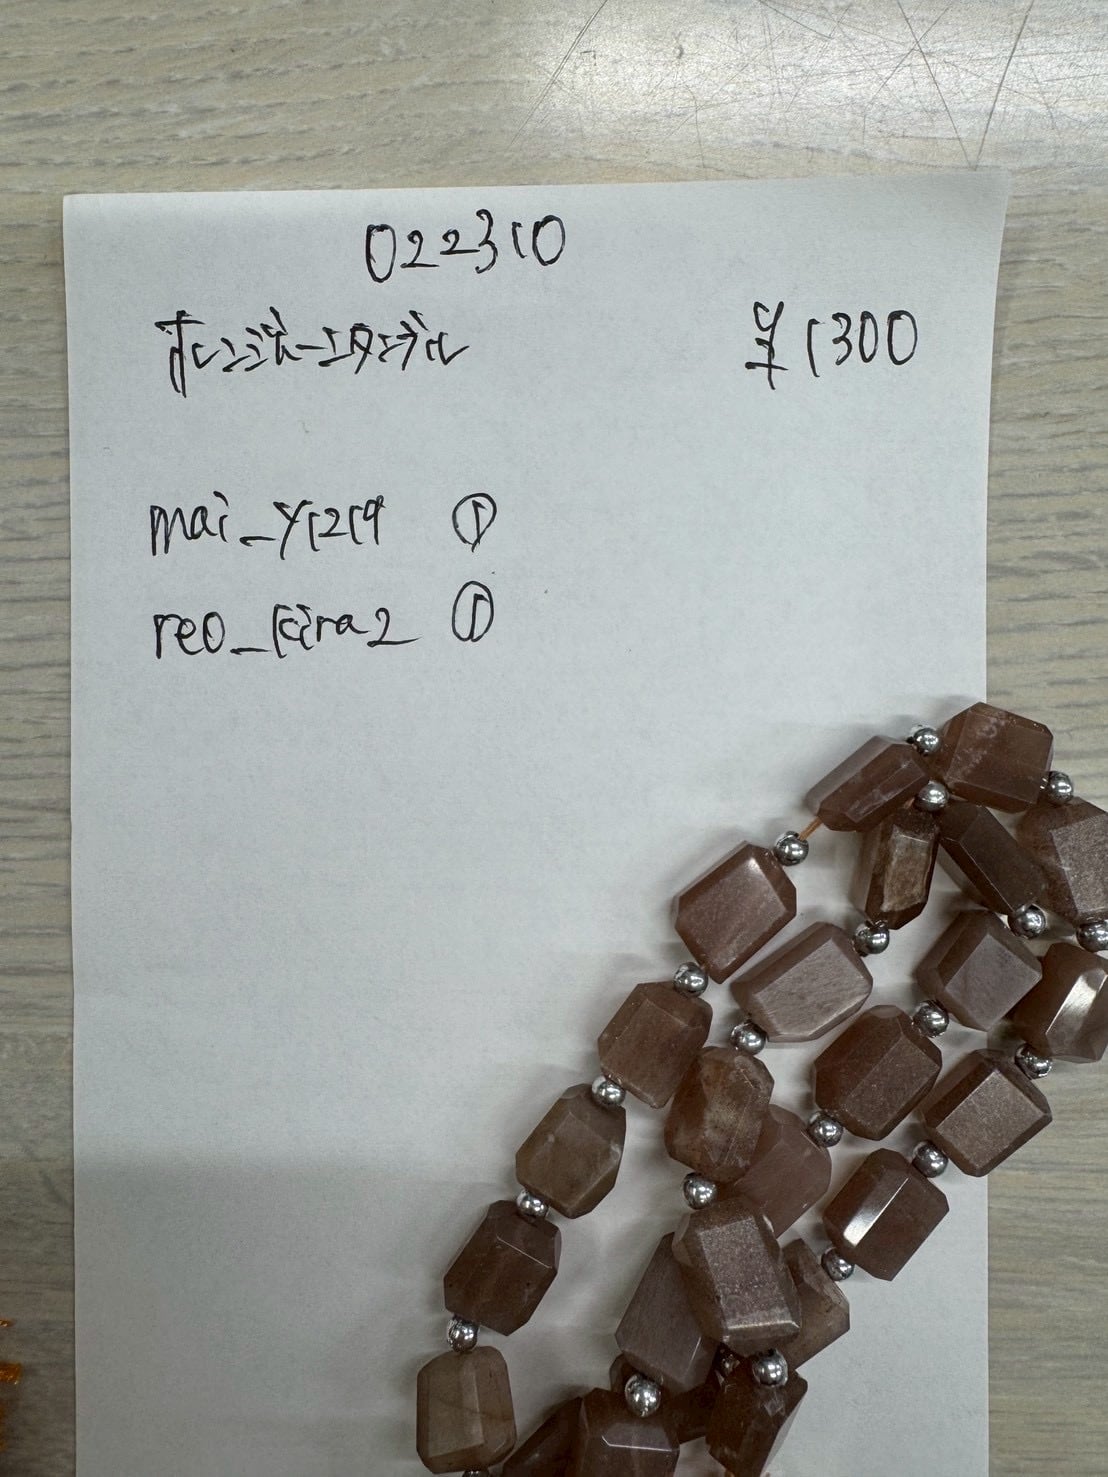 022310
¥1300
mai_y1219 ①
reo_kira2 ①